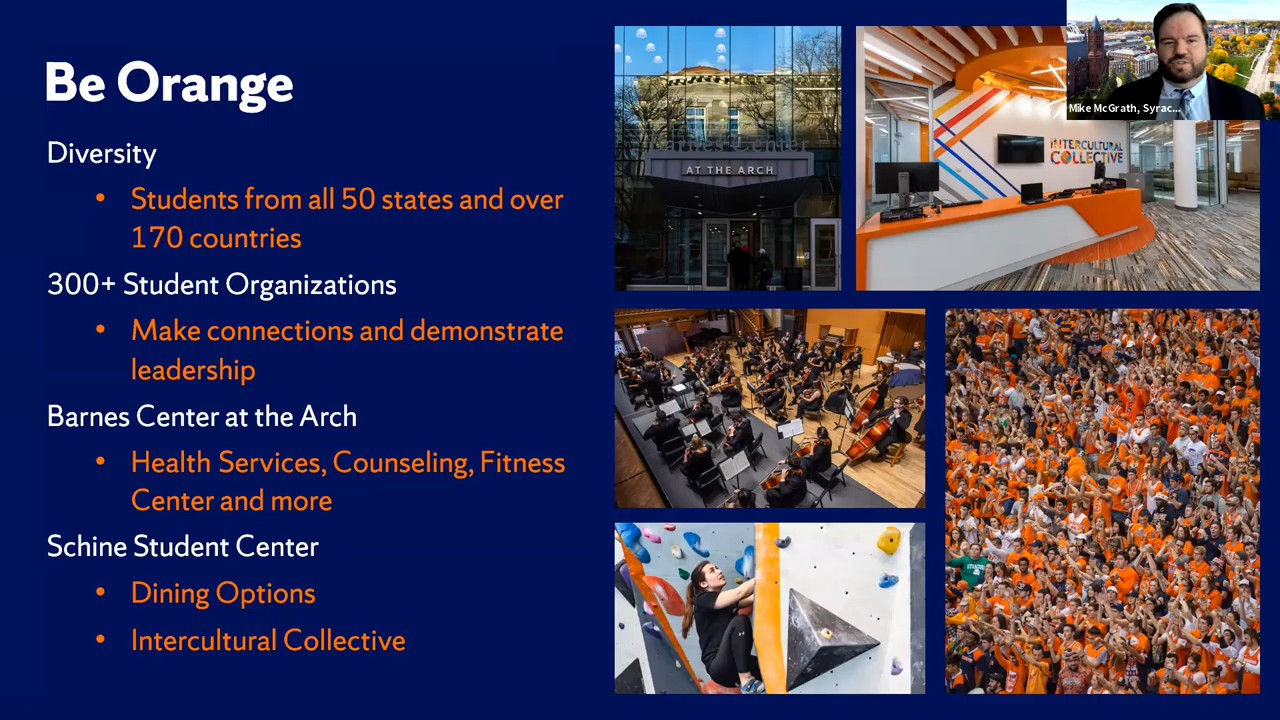 Be Orange
Diversity
• Students from all 50 states and over
170 countries
300+ Student Organizations
• Make connections and demonstrate
leadership
Barnes Center at the Arch
• Health Services, Counseling, Fitness
Center and more
Schine Student Center
• Dining Options
• Intercultural Collective
Barnes Center
AT THE ARCH
INTERCULTURAL
COLLECTIVE
Mike McGrath, Syrac...